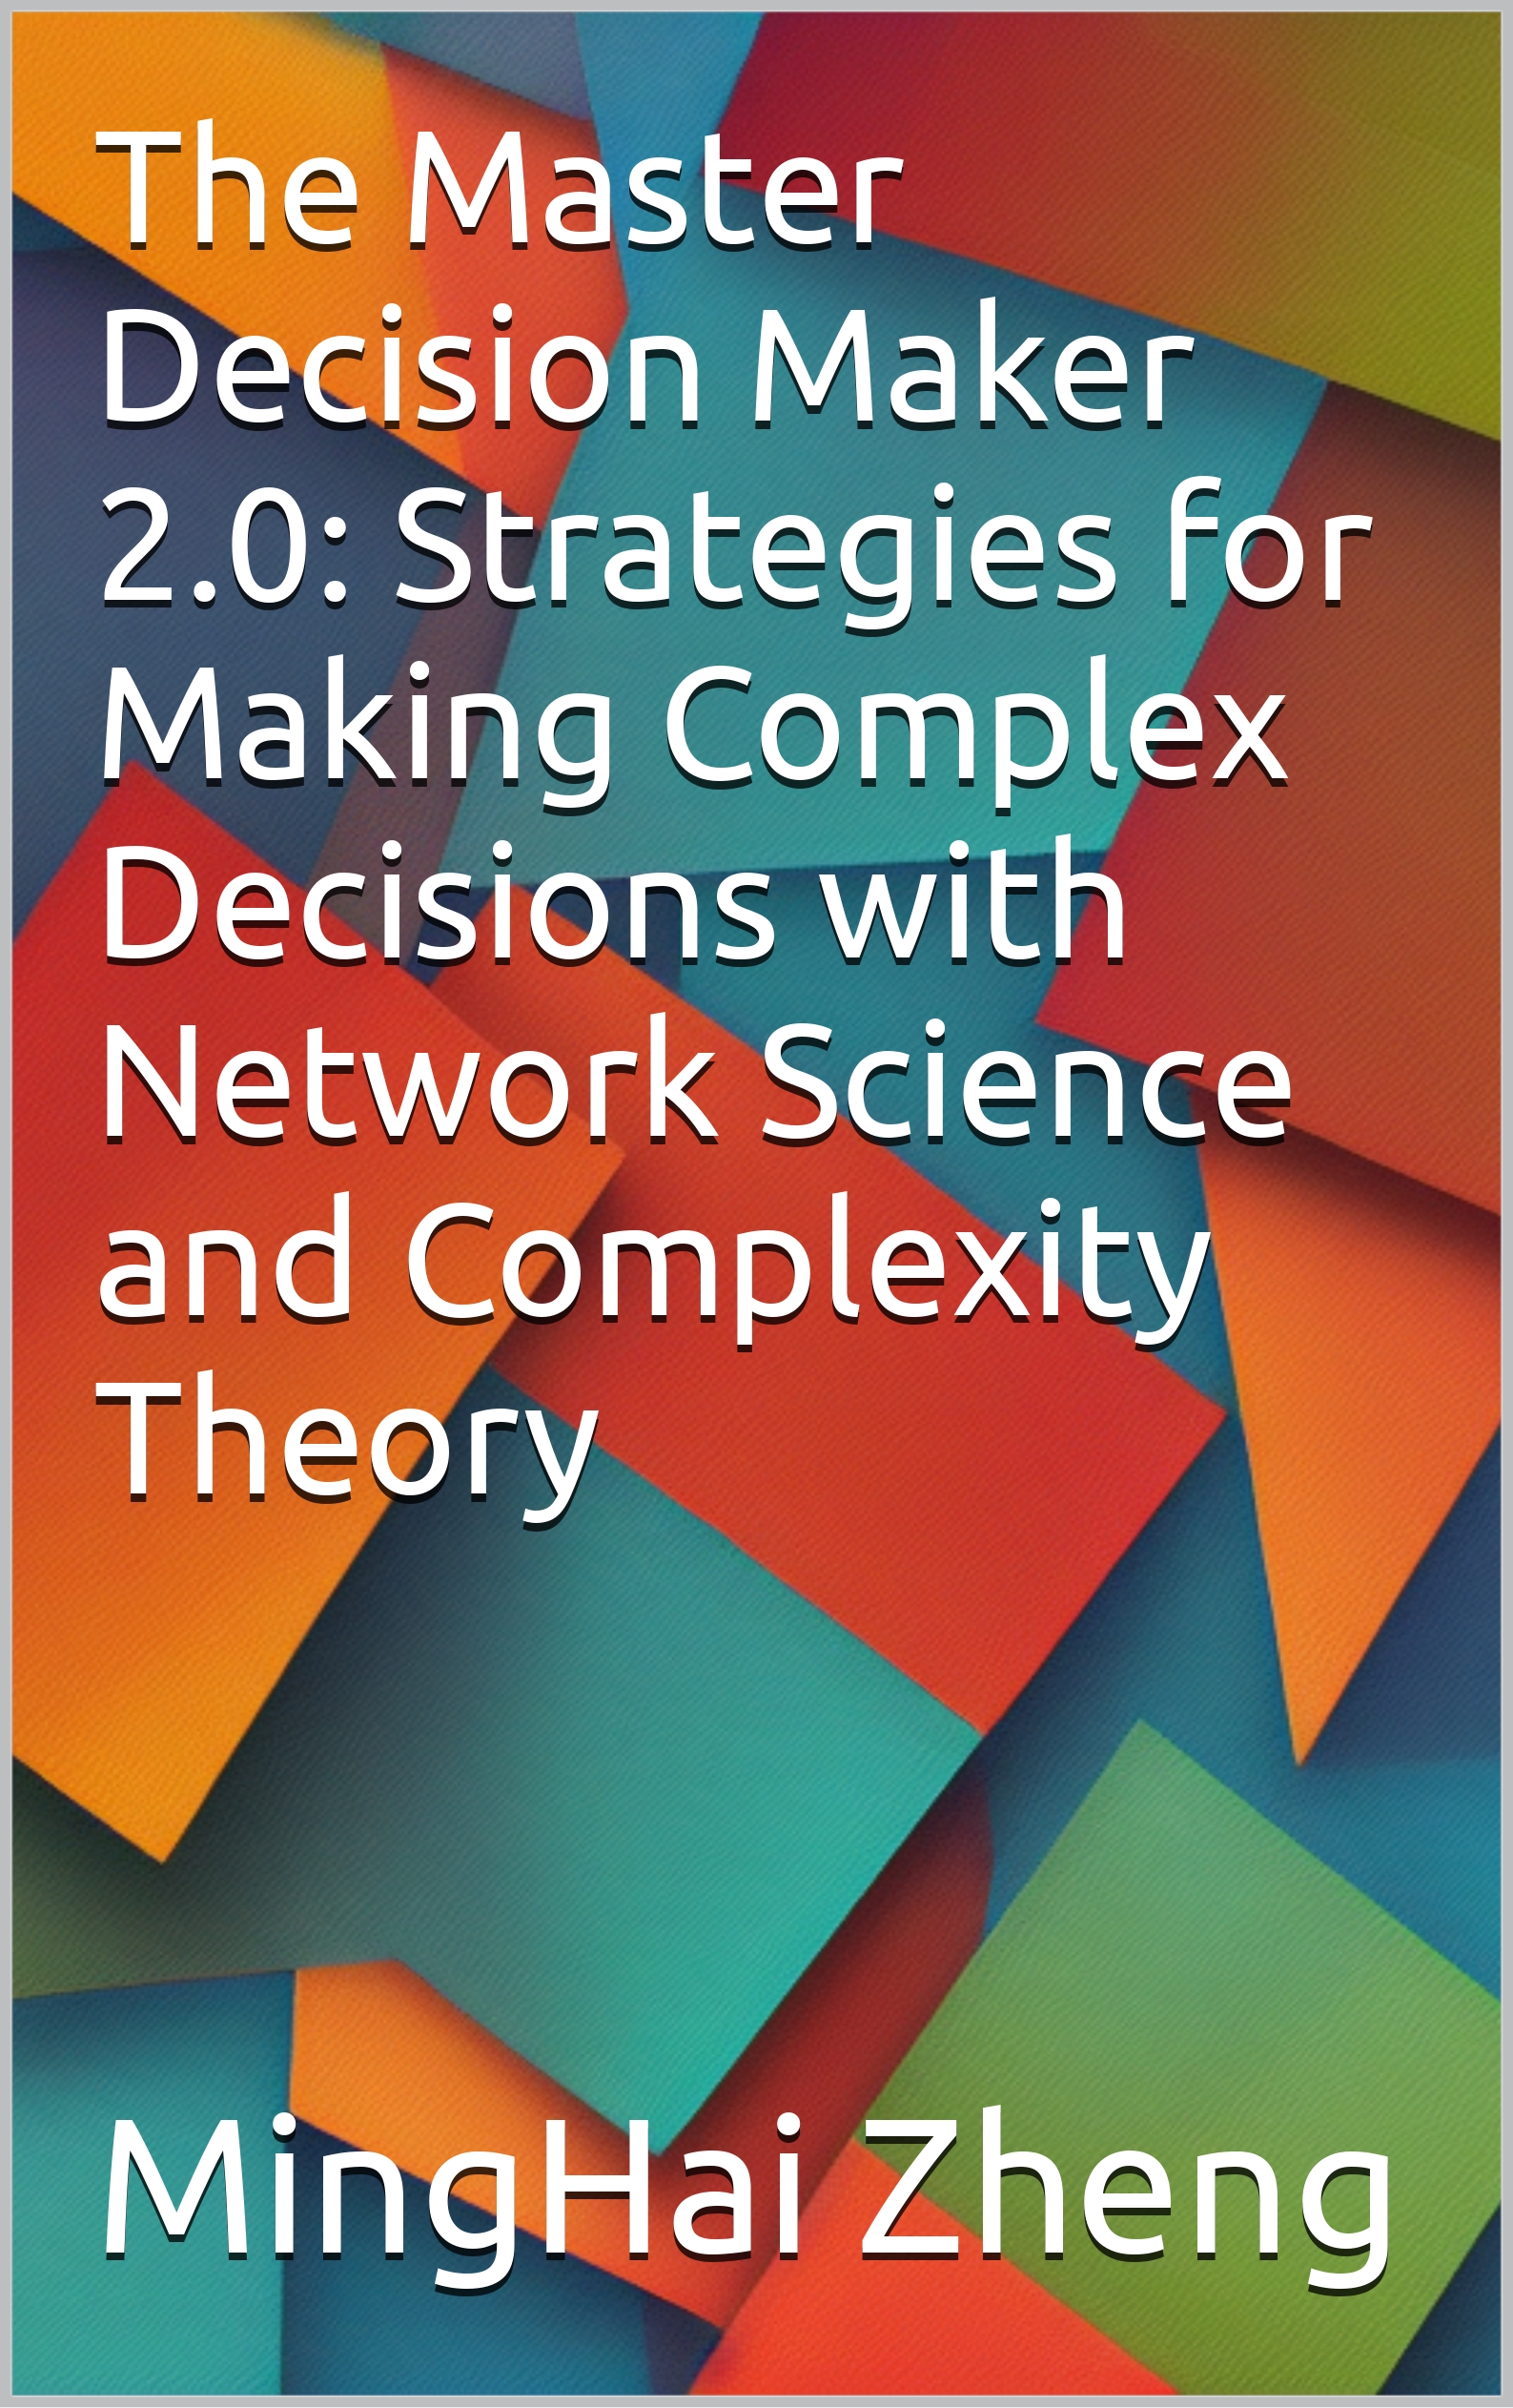 The Master
Decision Maker
2.0: Strategies for
Making Complex
Decisions with
Network Science
and Complexity
Theory
MingHai Zheng